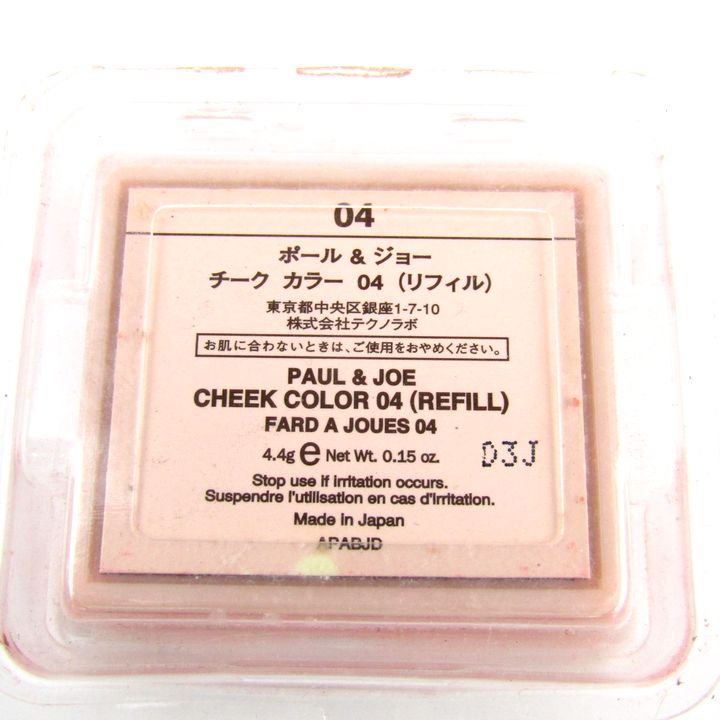 04
ポール & ジョー
チーク カラー 04 (リフィル)
東京都中央区銀座1-7-10
株式会社テクノラボ
お肌に合わないときは、ご使用をおやめください。
PAUL & JOE
CHEEK COLOR 04 (REFILL)
FARD A JOUES 04
4.4g e Net Wt. 0.15 oz.
D3J
Stop use if irritation occurs.
Suspendre l'utilisation en cas d'irritation.
Made in Japan
APABJD